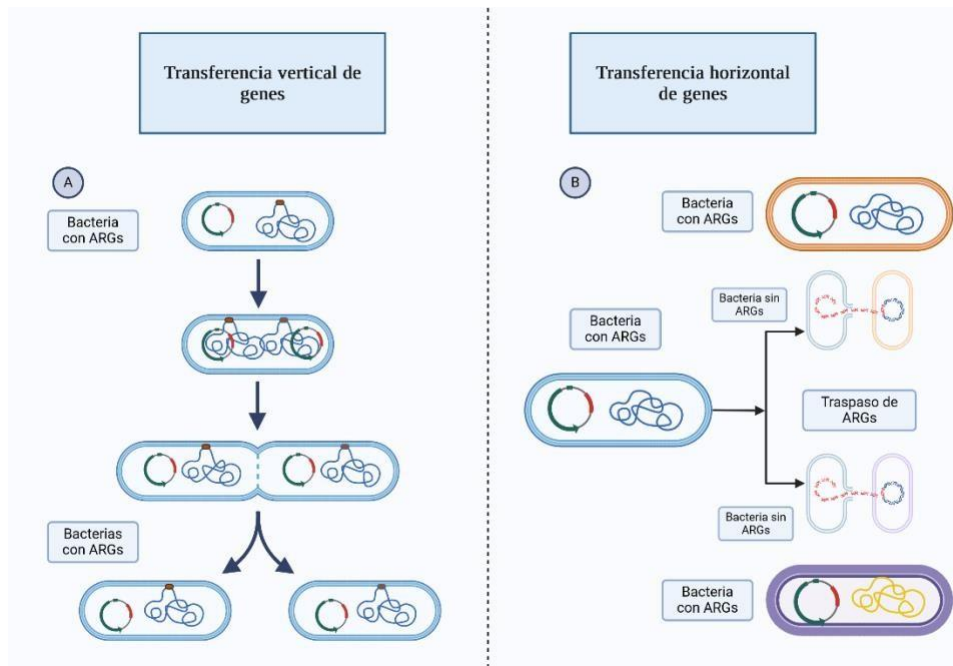 Transferencia vertical de
genes
A
Bacteria
con ARGs
Bacterias
con ARGs
Transferencia horizontal
de genes
B
Bacteria
con ARGs
Bacteria sin
ARGs
Bacteria
con ARGs
Traspaso de
ARGs
Bacteria sin
ARGs
Bacteria
con ARGs